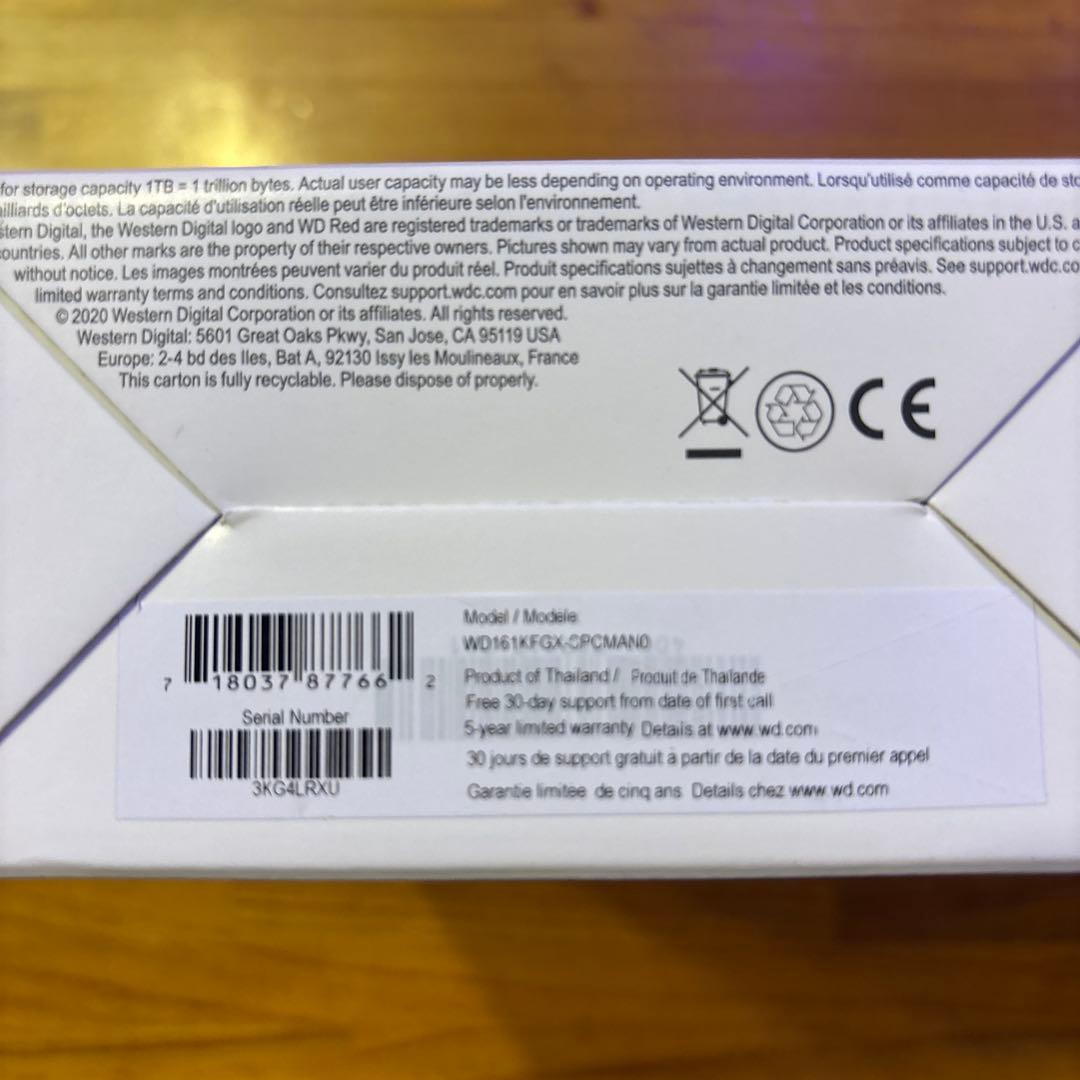 for storage capacity 1TB = 1 trillion bytes. Actual user capacity may be less depending on operating environment. Lorsqu'utilisé comme capacité de
d'octets. La capacité d'utilisation réelle peut être inférieure selon l'environnement.
Digital, the Western Digital logo and WD Red are registered trademarks or trademarks of Western Digital Corporation or its affiliates in the U.S.
All other marks are the property of their respective owners. Pictures shown may vary from actual product. Product specifications subject to
without notice. Les images montrées peuvent varier du produit réel. Produit specifications sujettes à changement sans préavis. See support.wdc.co
limited warranty terms and conditions. Consultez support.wdc.com pour en savoir plus sur la garantie limitée et les conditions.
© 2020 Western Digital Corporation or its affiliates. All rights reserved.
Western Digital: 5601 Great Oaks Pkwy, San Jose, CA 95119 USA
Europe: 2-4 bd des Iles, Bat A, 92130 Issy les Moulineaux, France
This carton is fully recyclable. Please dispose of properly.
CE
7 18037 87766 2
Serial Number
3KG4LRXU
Model / Modèle
WD161KFGX-SPCMAN0
Product of Thailand / Produit de Thailande
Free 30-day support from date of first call
5-year limited warranty Details at www.wd.com
30 jours de support gratuit à partir de la date du premier appel
Garantie limitee de cinq ans Details chez www wd.com